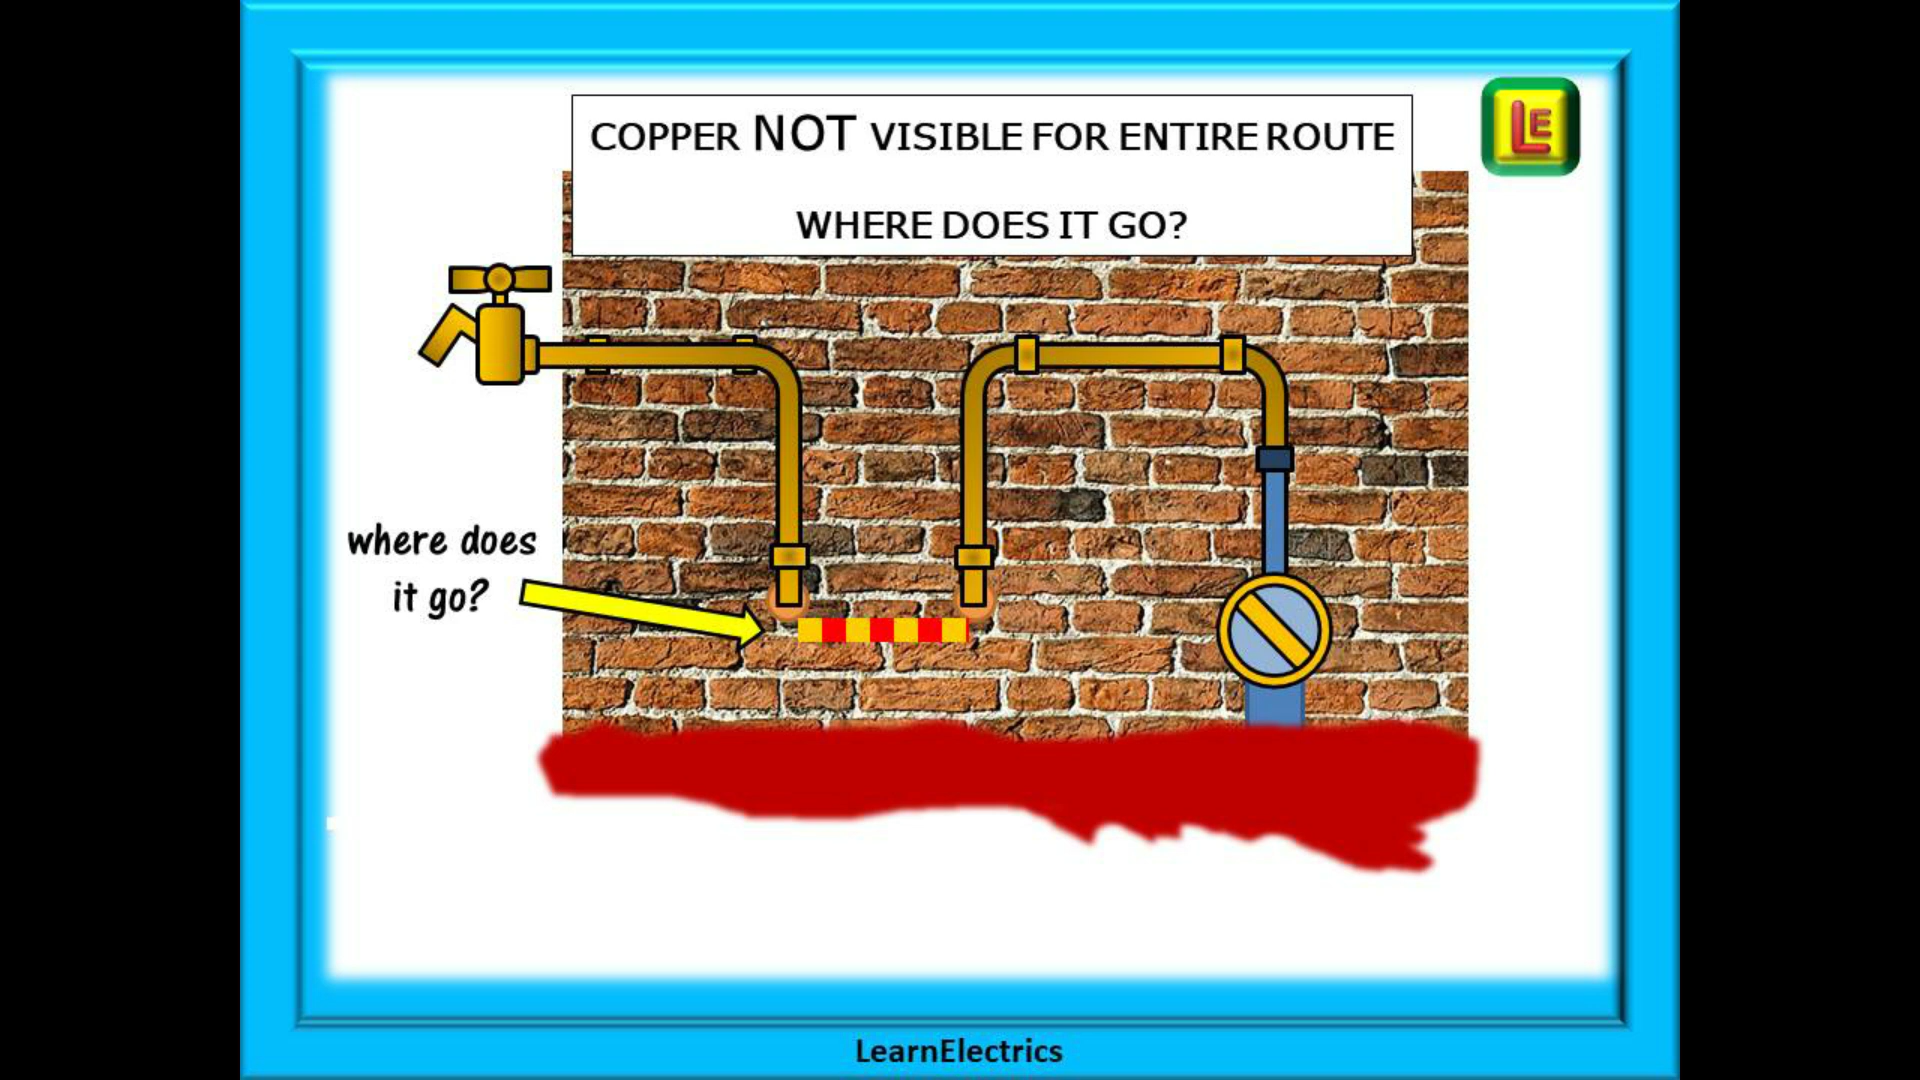 COPPER NOT VISIBLE FOR ENTIRE ROUTE
WHERE DOES IT GO?
LE
where does
it go?
LearnElectrics